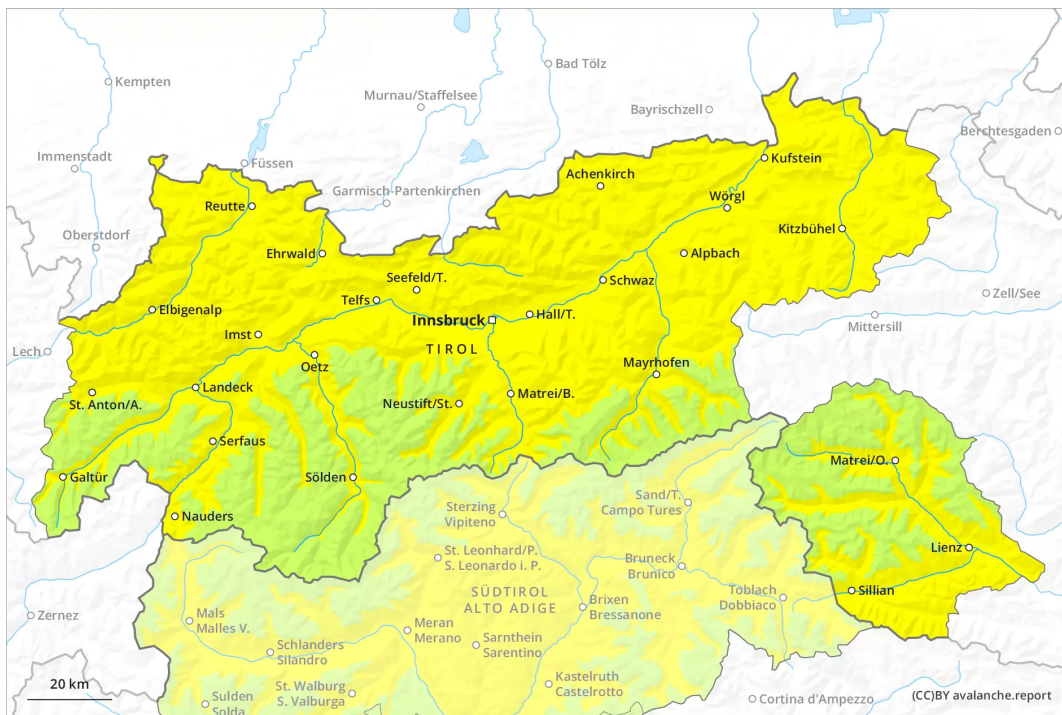 Kempten
Bad Tölz
Murnau/Staffelsee
Bayrischzell
Berchtesgaden
Immenstadt
Füssen
Kufstein
Achenkirch
Garmisch-Partenkirchen
Reutte
Wörgl
Oberstdorf
Kitzbühel
Ehrwald
Alpbach
Seefeld/T.
Schwaz
Zell/See
Telfs
Elbigenalp
Hall/T.
Innsbruck
Mittersill
Imst
TIROL
Lech
Oetz
Mayrhofen
Landeck
St. Anton/A.
Neustift/St.
Matrei/B.
Serfaus
Matrei/O.
Galtür
Sölden
Sand/T.
Campo Tures
Sterzing
Vipiteno
Nauders
Lienz
St. Leonhard/P.
S. Leonardo i. P.
Bruneck
Brunico
SÜDTIROL
ALTO ADIGE
Toblach
Dobbiaco
Sillian
Zernez
Mals
Malles V.
Brixen
Bressanone
Meran
Merano
Schlanders
Silandro
Sarnthein
Sarentino
20 km
Sulden
Solda
St. Walburg
S. Valburga
Kastelruth
Castelrotto
Cortina d'Ampezzo
(CC)BY avalanche.report